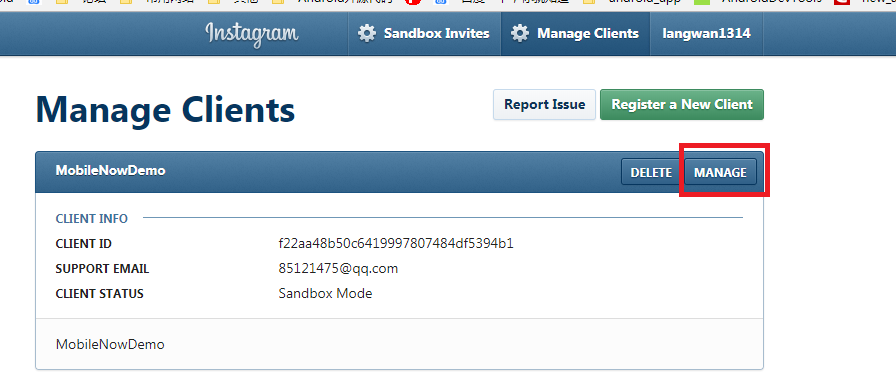 Instagram
Sandbox Invites
Manage Clients
langwan1314
Manage Clients
Report Issue
Register a New Client
MobileNowDemo
DELETE
MANAGE
CLIENT INFO
CLIENT ID f22aa48b50c6419997807484df5394b1
SUPPORT EMAIL 85121475@qq.com
CLIENT STATUS Sandbox Mode
MobileNowDemo